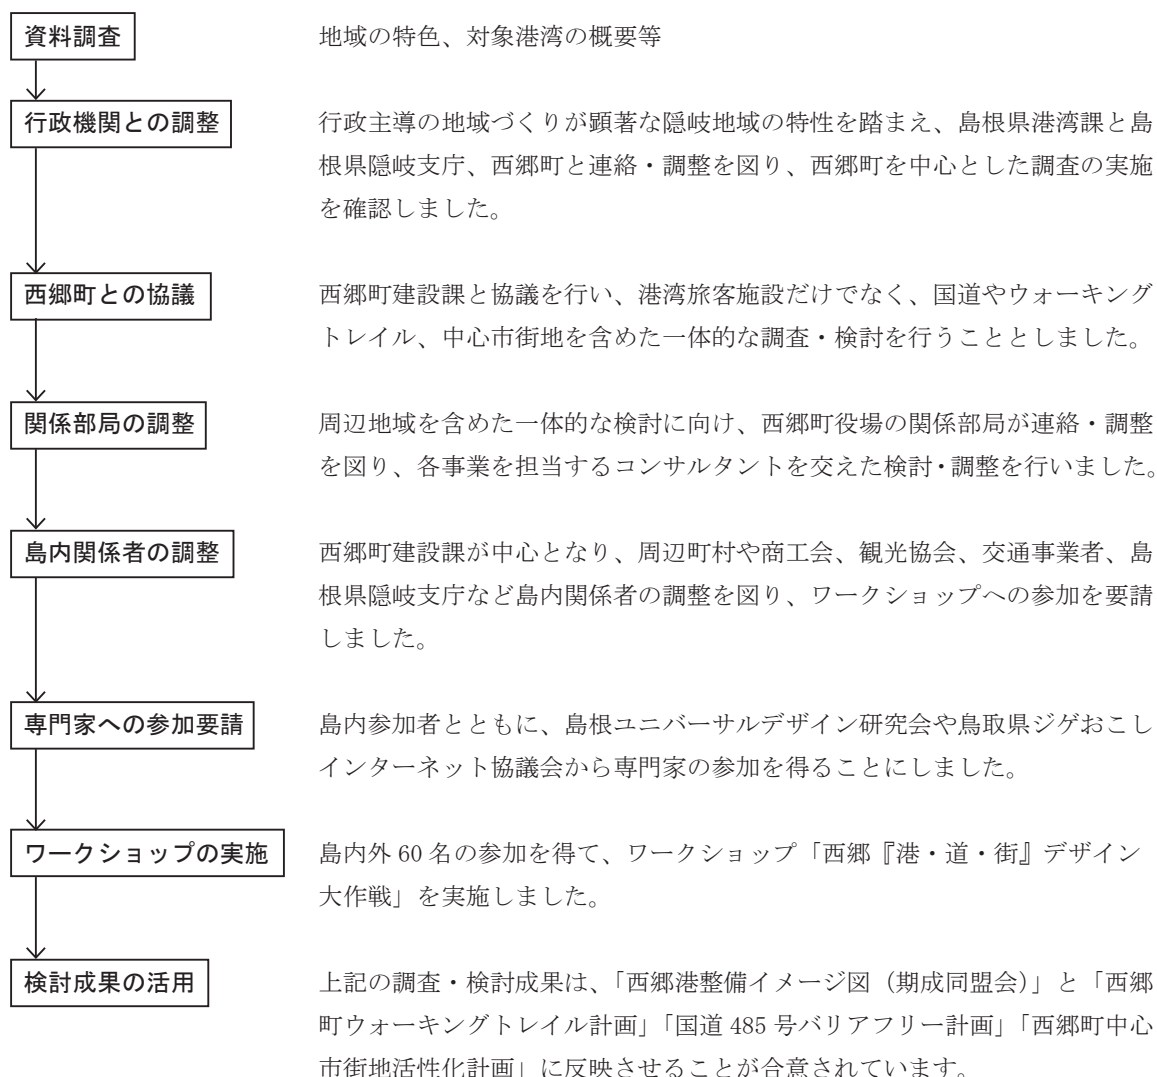 資料調査
地域の特色、対象港湾の概要等
行政機関との調整
行政主導の地域づくりが顕著な隠岐地域の特性を踏まえ、島根県港湾課と島
根県隠岐支庁、西郷町と連絡・調整を図り、西郷町を中心とした調査の実施
を確認しました。
西郷町との協議
西郷町建設課と協議を行い、港湾旅客施設だけでなく、国道やウォーキング
トレイル、中心市街地を含めた一体的な調査・検討を行うこととしました。
関係部局の調整
周辺地域を含めた一体的な検討に向け、西郷町役場の関係部局が連絡・調整
を図り、各事業を担当するコンサルタントを交えた検討・調整を行いました。
島内関係者の調整
西郷町建設課が中心となり、周辺町村や商工会、観光協会、交通事業者、島
根県隠岐支庁など島内関係者の調整を図り、ワークショップへの参加を要請
しました。
専門家への参加要請
島内参加者とともに、島根ユニバーサルデザイン研究会や鳥取県ジゲおこし
インターネット協議会から専門家の参加を得ることにしました。
ワークショップの実施
島内外 60 名の参加を得て、ワークショップ「西郷『港・道・街』デザイン
大作戦」を実施しました。
検討成果の活用
上記の調査・検討成果は、「西郷港整備イメージ図（期成同盟会）」と「西郷
町ウォーキングトレイル計画」「国道 485 号バリアフリー計画」「西郷町中心
市街地活性化計画」に反映させることが合意されています。